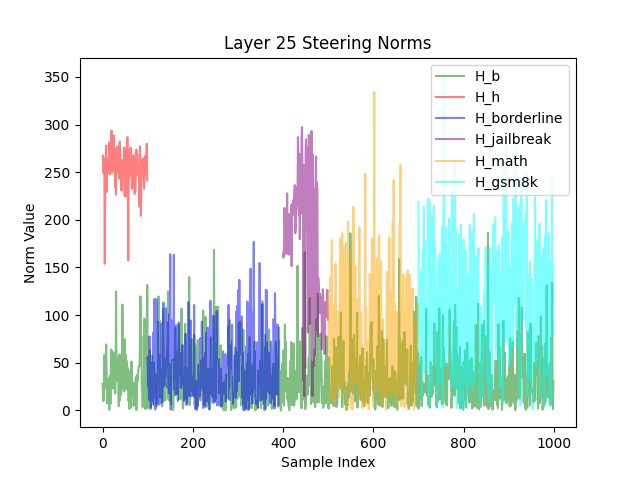 Layer 25 Steering Norms
350
300
250
200
150
100
50
0
Norm Value
0
200
400
600
800
1000
Sample Index
H_b
H_h
H_borderline
H_jailbreak
H_math
H_gsm8k